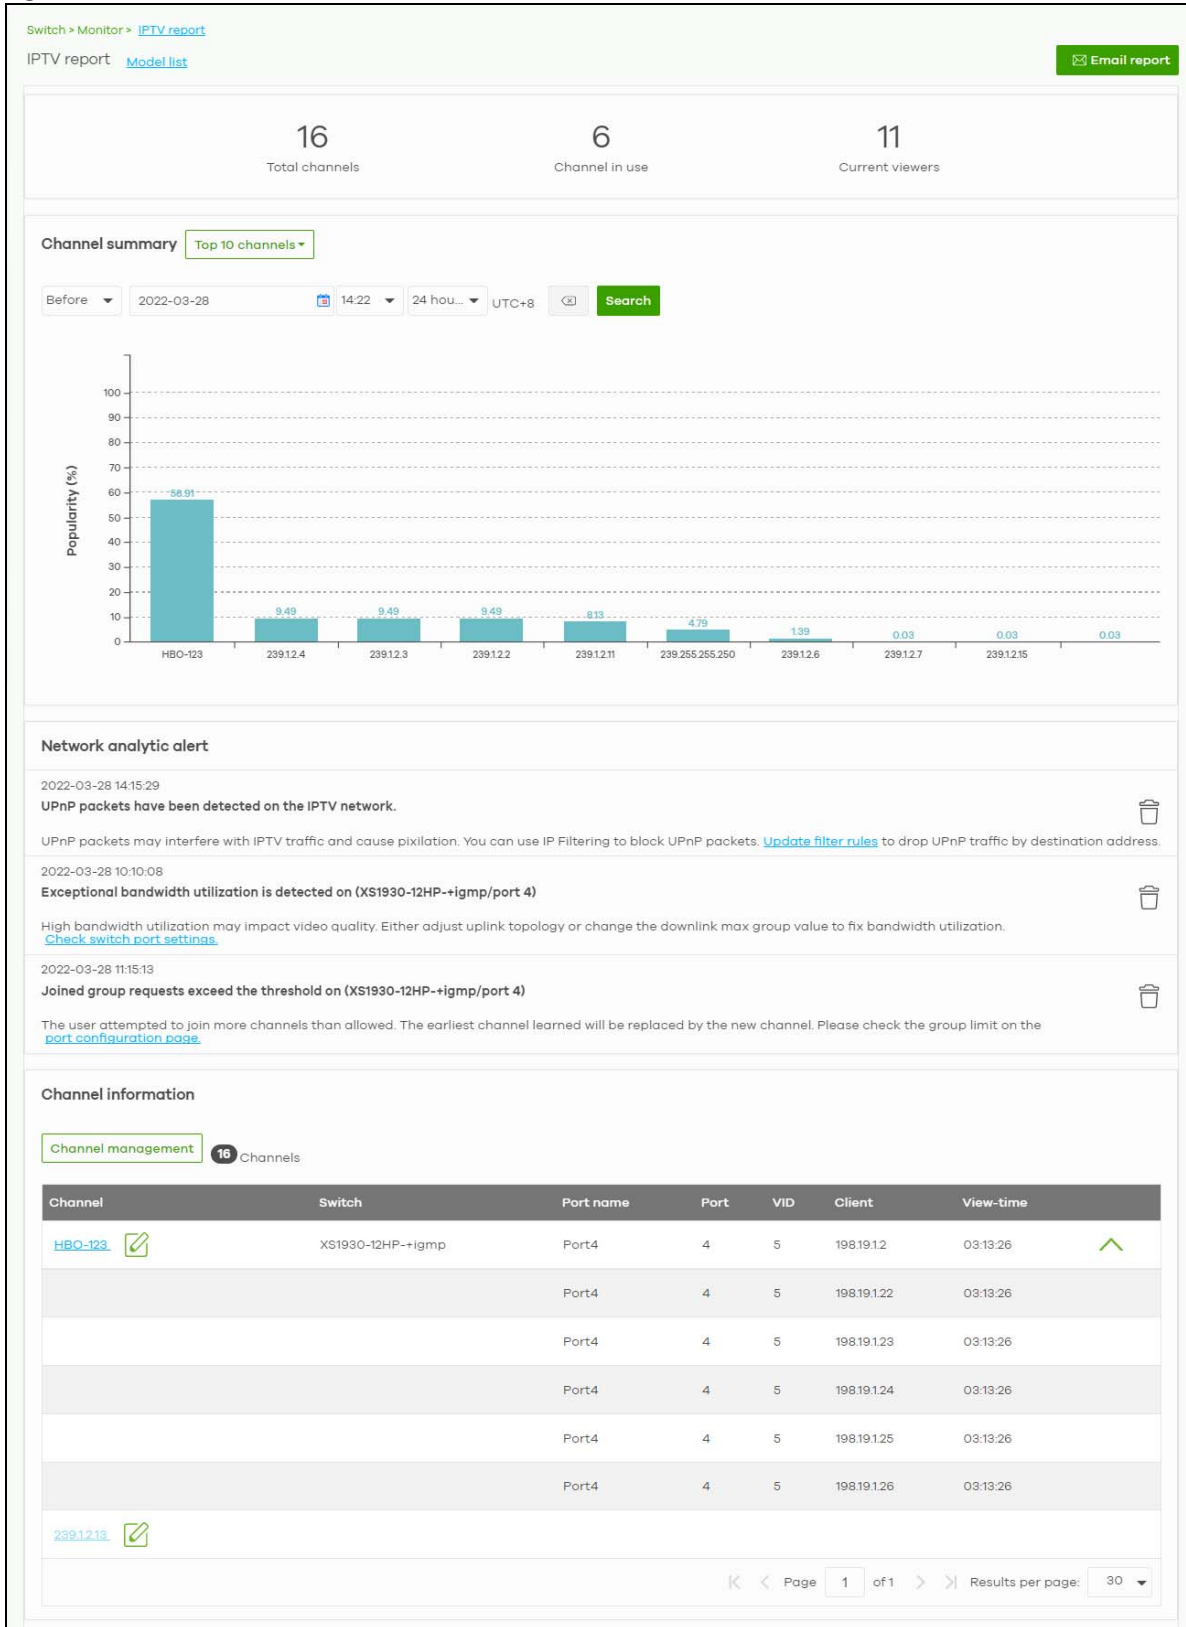 Switch > Monitor > IPTV report
IPTV report Model list Email report
16 6 11
Total channels Channel in use Current viewers
Channel summary Top 10 channels
Before 2022-03-28 14:22 24 hou... UTC+8 Search
Popularity (%)
100
90
80
70
60
50
40
30
20
10
0
58.91 9.49 9.49 9.49 8.13 4.79 1.39 0.03 0.03 0.03
HBO-123 239.1.2.4 239.1.2.3 239.1.2.2 239.1.2.11 239.255.255.250 239.1.2.6 239.1.2.7 239.1.2.15
Network analytic alert
2022-03-28 14:15:29
UPnP packets have been detected on the IPTV network.
UPnP packets may interfere with IPTV traffic and cause pixilation. You can use IP Filtering to block UPnP packets. Update filter rules to drop UPnP traffic by destination address.
2022-03-28 10:10:08
Exceptional bandwidth utilization is detected on (XS1930-12HP-+igmp/port 4)
High bandwidth utilization may impact video quality. Either adjust uplink topology or change the downlink max group value to fix bandwidth utilization.
Check switch port settings.
2022-03-28 11:15:13
Joined group requests exceed the threshold on (XS1930-12HP-+igmp/port 4)
The user attempted to join more channels than allowed. The earliest channel learned will be replaced by the new channel. Please check the group limit on the
port configuration page.
Channel information
Channel management 16 Channels
Channel Switch Port name Port VID Client View-time
HBO-123 XS1930-12HP-+igmp Port4 4 5 198.19.1.2 03:13:26
Port4 4 5 198.19.1.22 03:13:26
Port4 4 5 198.19.1.23 03:13:26
Port4 4 5 198.19.1.24 03:13:26
Port4 4 5 198.19.1.25 03:13:26
Port4 4 5 198.19.1.26 03:13:26
239.1.2.13
Page 1 of 1 Results per page: 30